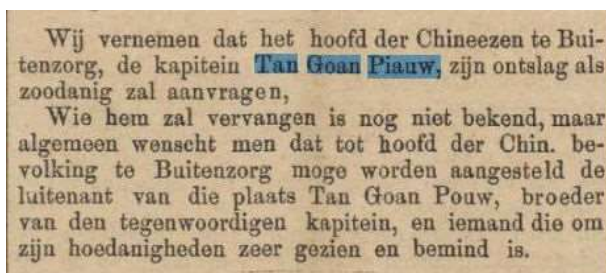 Wij vernemen dat het hoofd der Chineezen te Bui-
tenzorg, de kapitein Tan Goan Piauw, zijn ontslag als
zoodanig zal aanvragen,
Wie hem zal vervangen is nog niet bekend, maar
algemeen wenscht men dat tot hoofd der Chin. be-
volking te Buitenzorg moge worden aangesteld de
luitenant van die plaats Tan Goan Pouw, broeder
van den tegenwoordigen kapitein, en iemand die om
zijn hoedanigheden zeer gezien en bemind is.